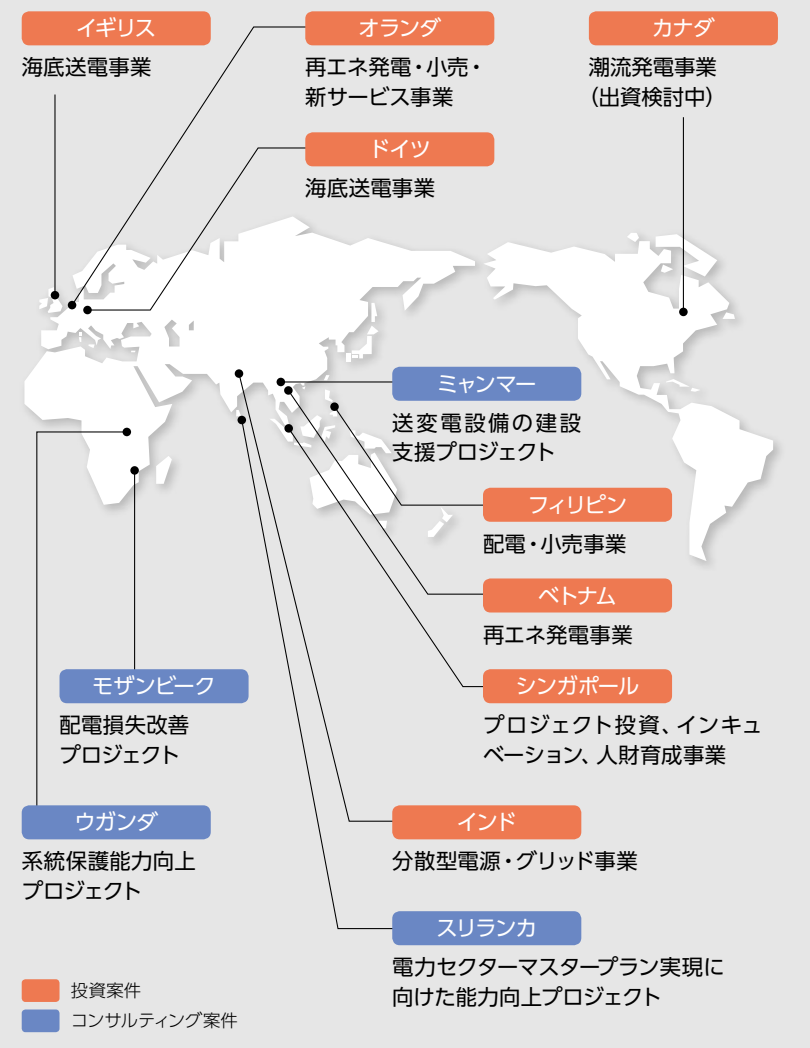 イギリス
海底送電事業
オランダ
再エネ発電・小売・
新サービス事業
カナダ
潮流発電事業
(出資検討中)
ドイツ
海底送電事業
ミャンマー
送変電設備の建設
支援プロジェクト
フィリピン
配電・小売事業
ベトナム
再エネ発電事業
シンガポール
プロジェクト投資、インキュ
ベーション、人財育成事業
モザンビーク
配電損失改善
プロジェクト
ウガンダ
系統保護能力向上
プロジェクト
インド
分散型電源・グリッド事業
スリランカ
電力セクターマスタープラン実現に
向けた能力向上プロジェクト
投資案件
コンサルティング案件